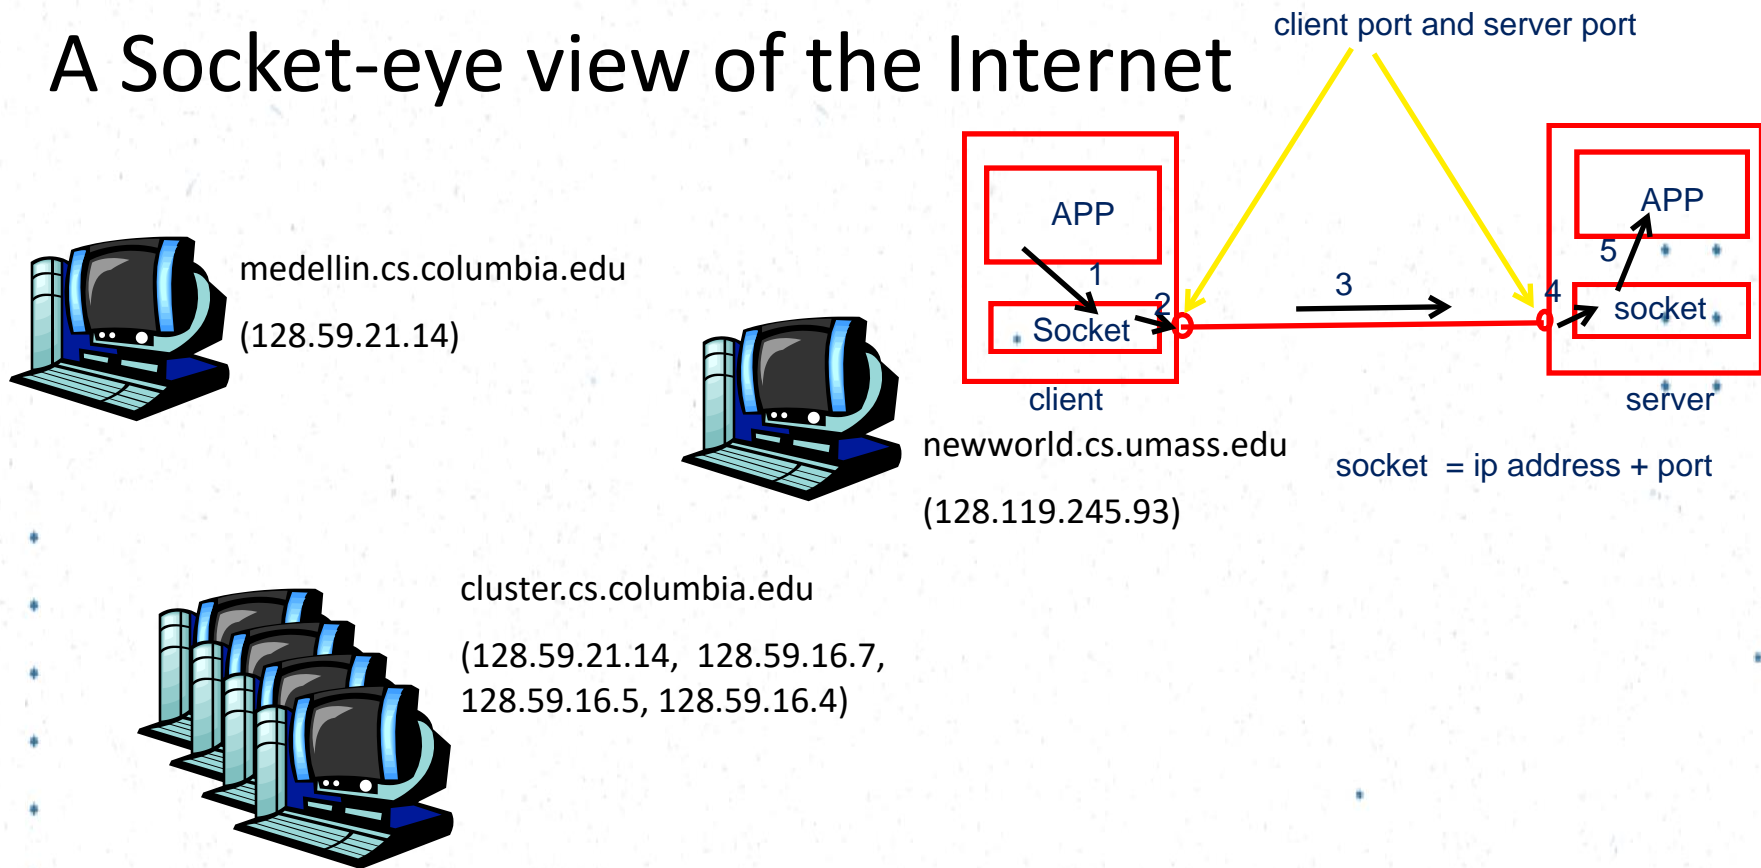 A Socket-eye view of the Internet
client port and server port
medellin.cs.columbia.edu
(128.59.21.14)
APP
1
Socket
2
client
3
APP
5
4
socket
server
newworld.cs.umass.edu
(128.119.245.93)
socket = ip address + port
cluster.cs.columbia.edu
(128.59.21.14, 128.59.16.7,
128.59.16.5, 128.59.16.4)